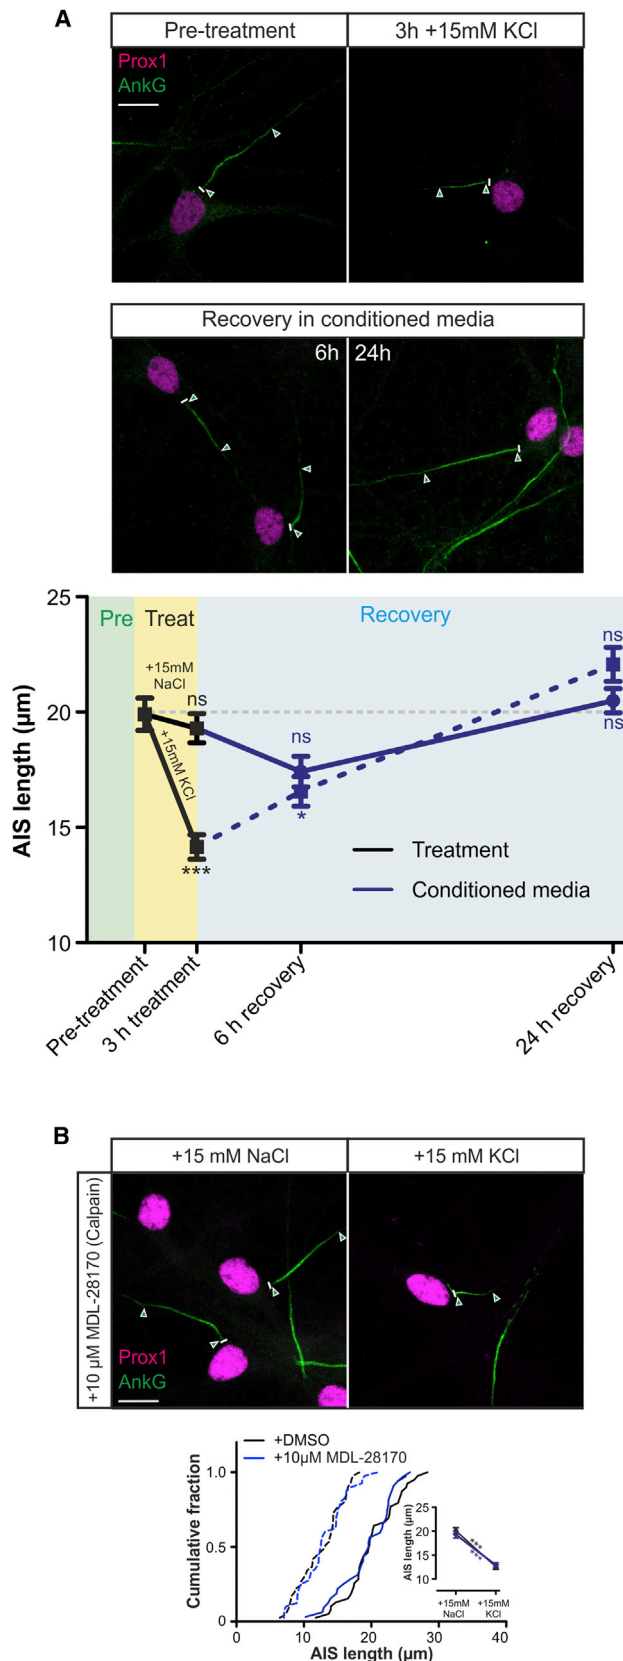 A
Pre-treatment
3h +15mM KCl
Prox1
AnkG
Recovery in conditioned media
6h
24h
25
20
15
10
AIS length (µm)
Pre
Treat
Recovery
+15mM
NaCl
+15mM KCl
ns
***
ns
*
ns
ns
Treatment
Conditioned media
Pre-treatment
3 h treatment
6 h recovery
24 h recovery
B
+15 mM NaCl
+15 mM KCl
+10 µM MDL-28170 (Calpain)
Prox1
AnkG
+DMSO
+10µM MDL-28170
Cumulative fraction
1.0
0.5
0
0
10
20
30
40
AIS length (µm)
AIS length (µm)
25
20
15
10
***
***
+15mM
NaCl
+15mM
KCl